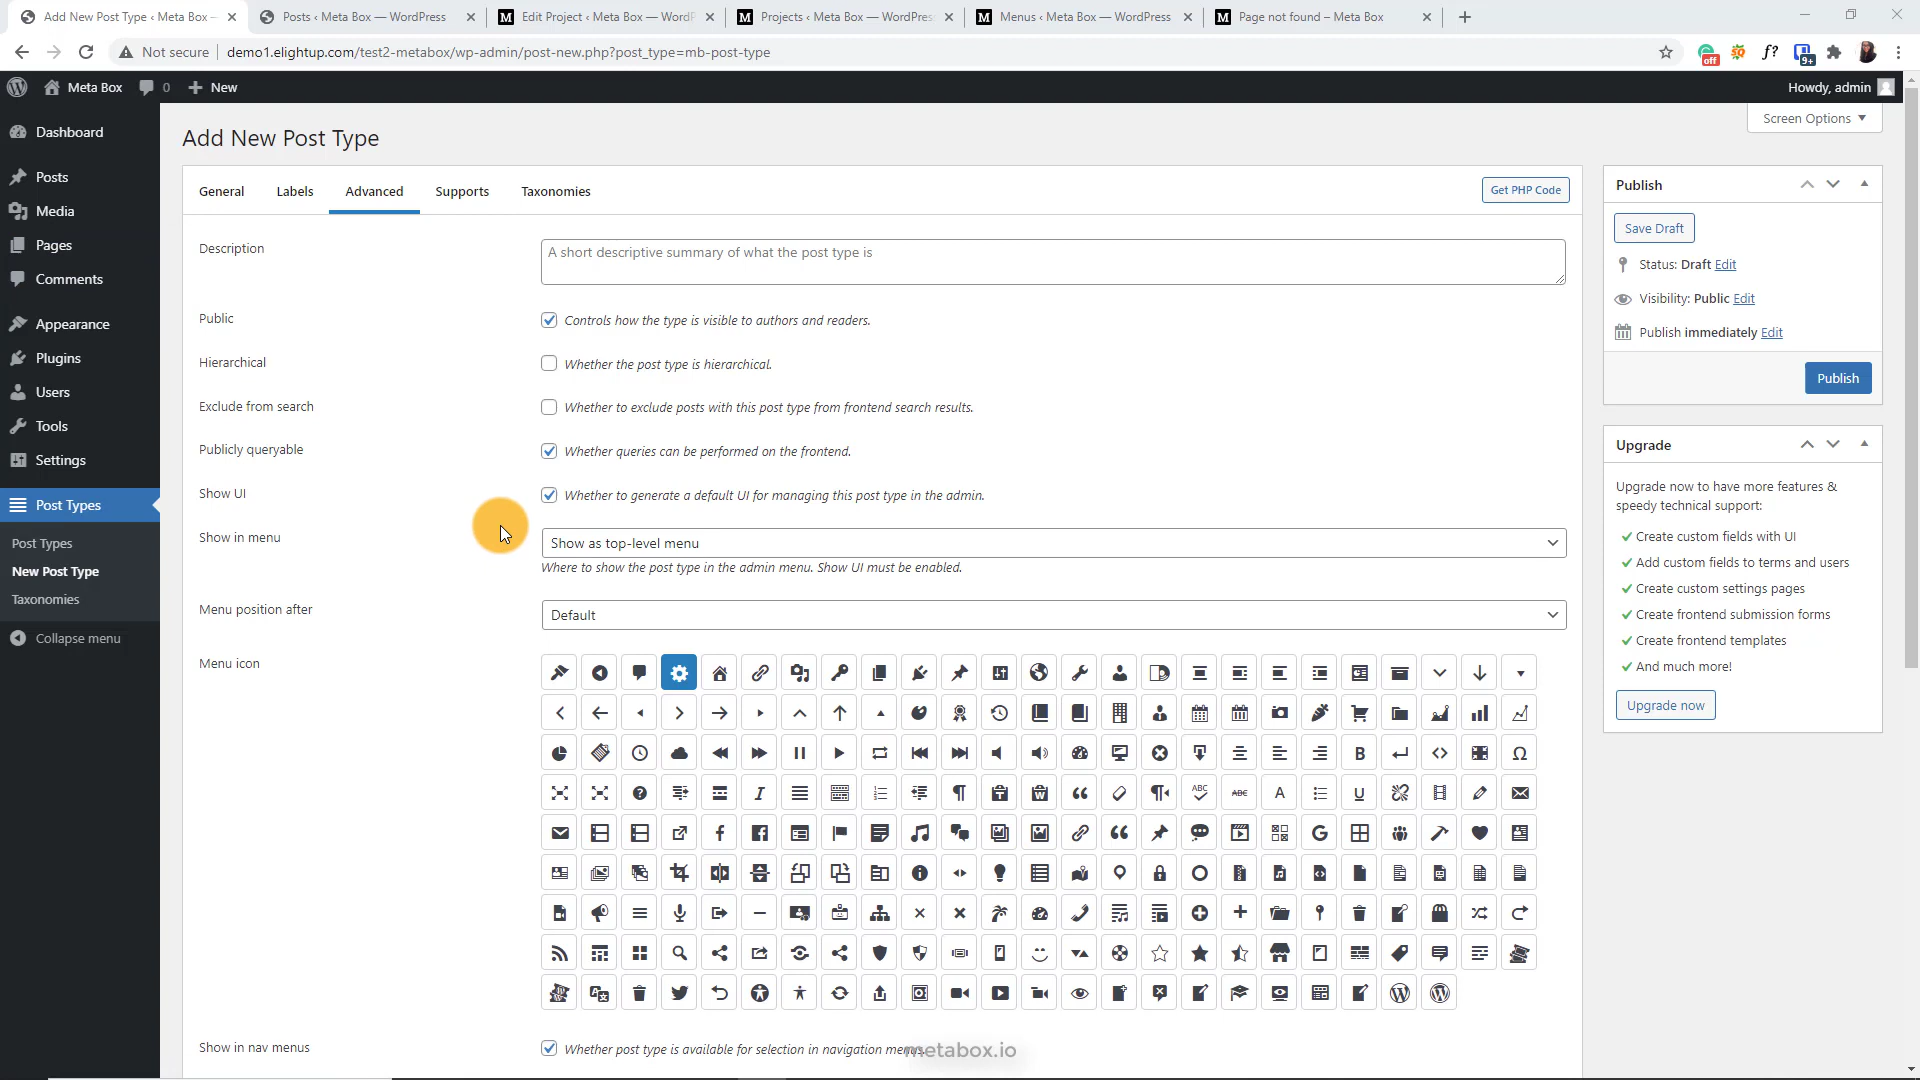 Add New Post Type ‹ Meta Box —
Posts ‹ Meta Box — WordPress
Edit Project ‹ Meta Box — WordP
Projects ‹ Meta Box — WordPress
Menus ‹ Meta Box — WordPress
Page not found – Meta Box
Not secure
demo1.elightup.com/test2-metabox/wp-admin/post-new.php?post_type=mb-post-type
off
f?
9+
Meta Box
0
New
Howdy, admin
Screen Options
Dashboard
Posts
Media
Pages
Comments
Appearance
Plugins
Users
Tools
Settings
Post Types
Post Types
New Post Type
Taxonomies
Collapse menu
Add New Post Type
General
Labels
Advanced
Supports
Taxonomies
Get PHP Code
Description
A short descriptive summary of what the post type is
Public
Controls how the type is visible to authors and readers.
Hierarchical
Whether the post type is hierarchical.
Exclude from search
Whether to exclude posts with this post type from frontend search results.
Publicly queryable
Whether queries can be performed on the frontend.
Show UI
Whether to generate a default UI for managing this post type in the admin.
Show in menu
Show as top-level menu
Where to show the post type in the admin menu. Show UI must be enabled.
Menu position after
Default
Menu icon
Show in nav menus
Whether post type is available for selection in navigation menus.
metabox.io
Publish
Save Draft
Status: Draft Edit
Visibility: Public Edit
Publish immediately Edit
Publish
Upgrade
Upgrade now to have more features &
speedy technical support:
Create custom fields with UI
Add custom fields to terms and users
Create custom settings pages
Create frontend submission forms
Create frontend templates
And much more!
Upgrade now